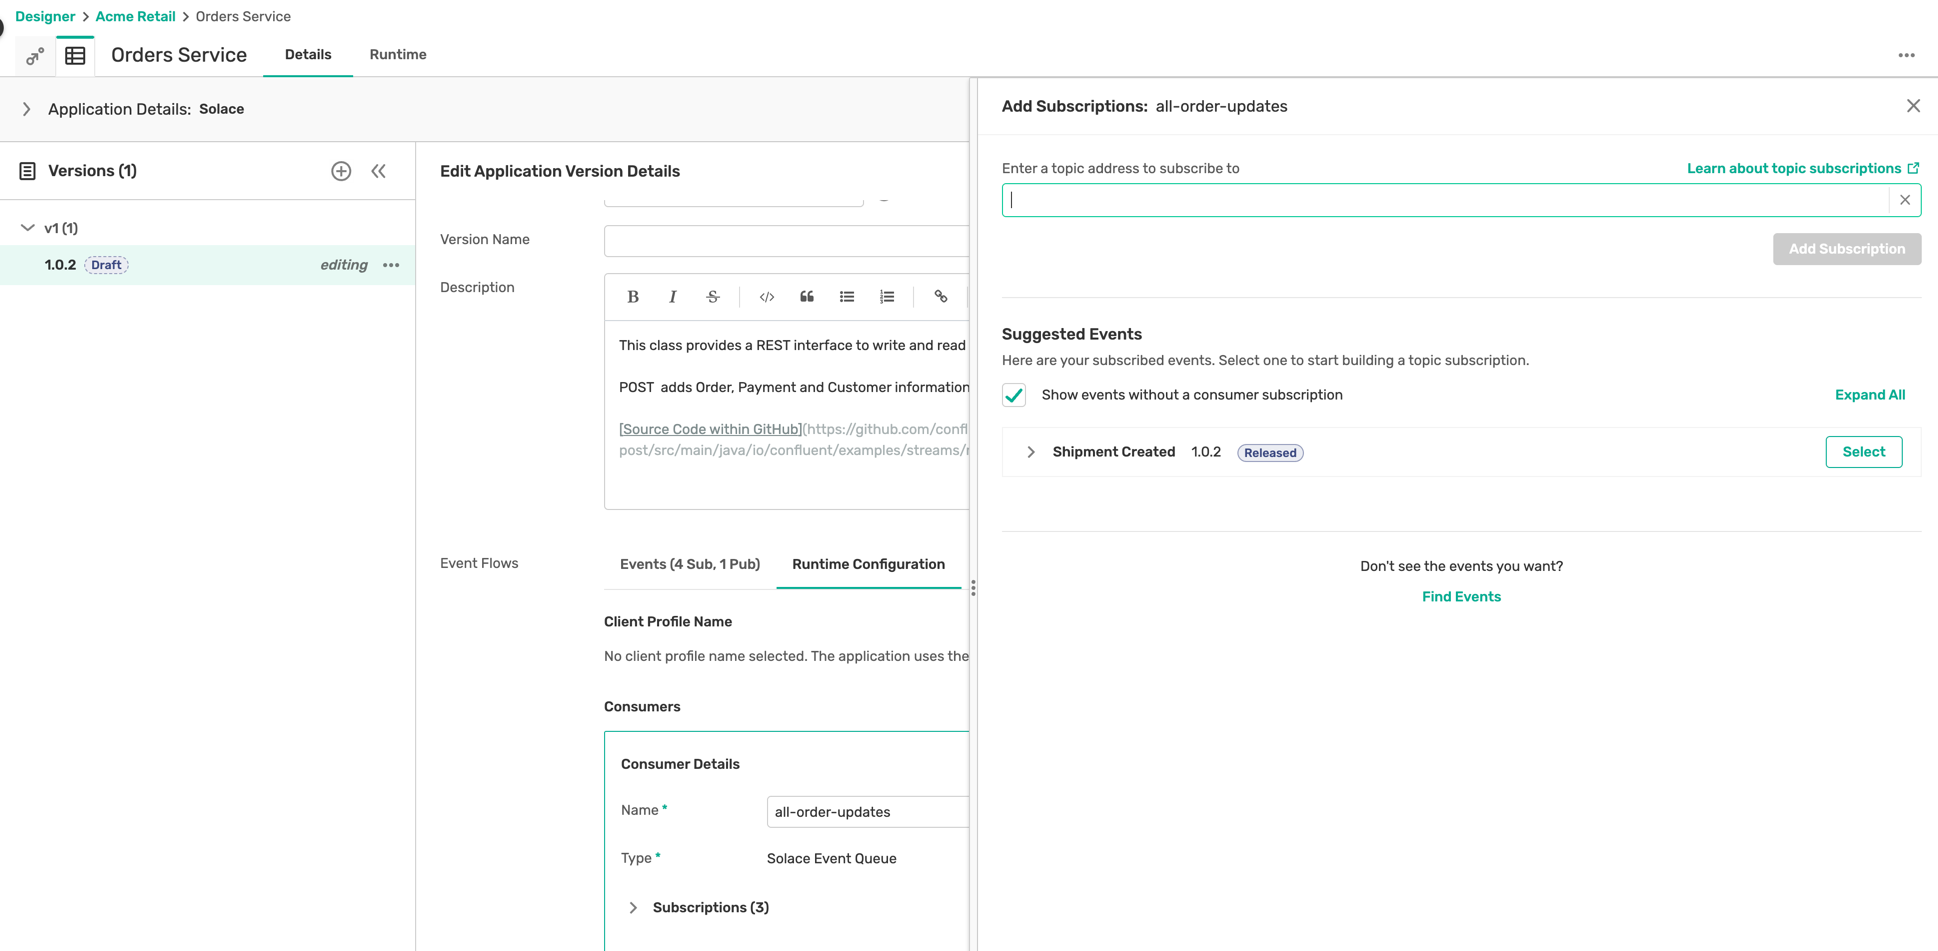 Designer > Acme Retail > Orders Service
Orders Service
Details
Runtime
Application Details: Solace
Versions (1)
v1 (1)
1.0.2 Draft editing
Edit Application Version Details
Version Name
Description
B I S
This class provides a REST interface to write and read
POST adds Order, Payment and Customer information
[Source Code within GitHub](https://github.com/confl
post/src/main/java/io/confluent/examples/streams/
Event Flows
Events (4 Sub, 1 Pub)
Runtime Configuration
Client Profile Name
No client profile name selected. The application uses the
Consumers
Consumer Details
Name *
all-order-updates
Type *
Solace Event Queue
Subscriptions (3)
Add Subscriptions: all-order-updates
Enter a topic address to subscribe to
Learn about topic subscriptions
Add Subscription
Suggested Events
Here are your subscribed events. Select one to start building a topic subscription.
Show events without a consumer subscription
Expand All
Shipment Created 1.0.2 Released
Select
Don't see the events you want?
Find Events